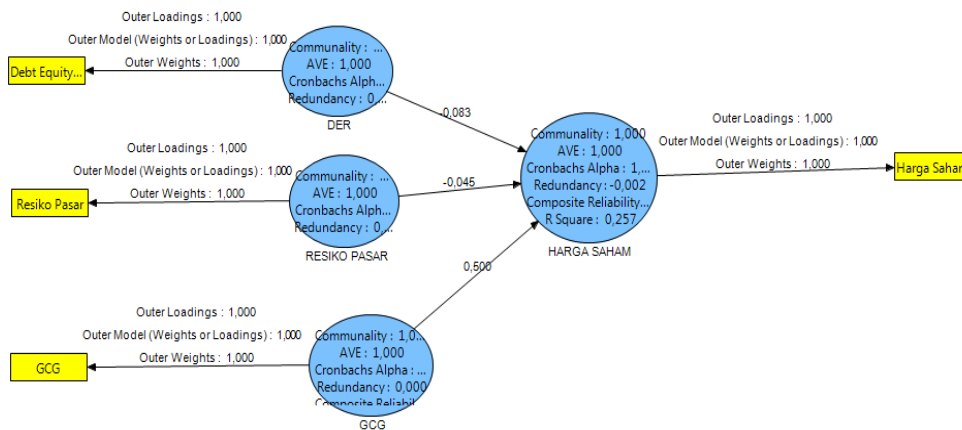 Outer Loadings : 1,000
Outer Model (Weights or Loadings) : 1,000
Outer Weights : 1,000
Debt Equity...
Communality : ...
AVE : 1,000
Cronbachs Alph...
Redundancy : 0,...
DER
-0,083
Outer Loadings : 1,000
Outer Model (Weights or Loadings) : 1,000
Outer Weights : 1,000
Resiko Pasar
Communality : ...
AVE : 1,000
Cronbachs Alph...
Redundancy : 0,...
RESIKO PASAR
-0,045
Communality : 1,000
AVE : 1,000
Cronbachs Alpha : 1,...
Redundancy : -0,002
Composite Reliability...
R Square : 0,257
HARGA SAHAM
Outer Loadings : 1,000
Outer Model (Weights or Loadings) : 1,000
Outer Weights : 1,000
Harga Saham
0,500
Outer Loadings : 1,000
Outer Model (Weights or Loadings) : 1,000
Outer Weights : 1,000
GCG
Communality : 1,0...
AVE : 1,000
Cronbachs Alpha : ...
Redundancy : 0,000
Composite Reliabil...
GCG